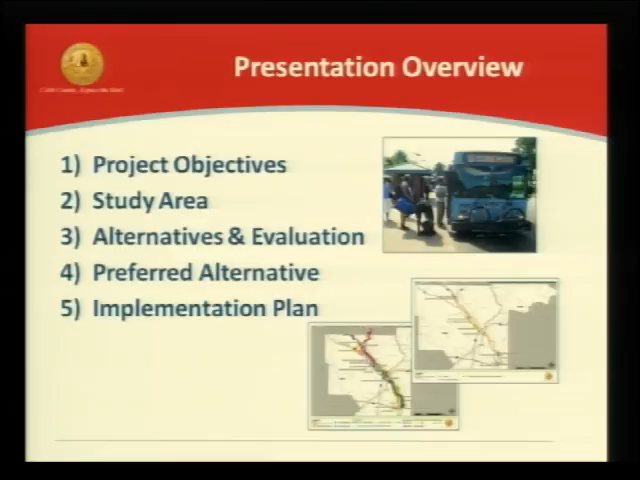 Presentation Overview
1) Project Objectives
2) Study Area
3) Alternatives & Evaluation
4) Preferred Alternative
5) Implementation Plan